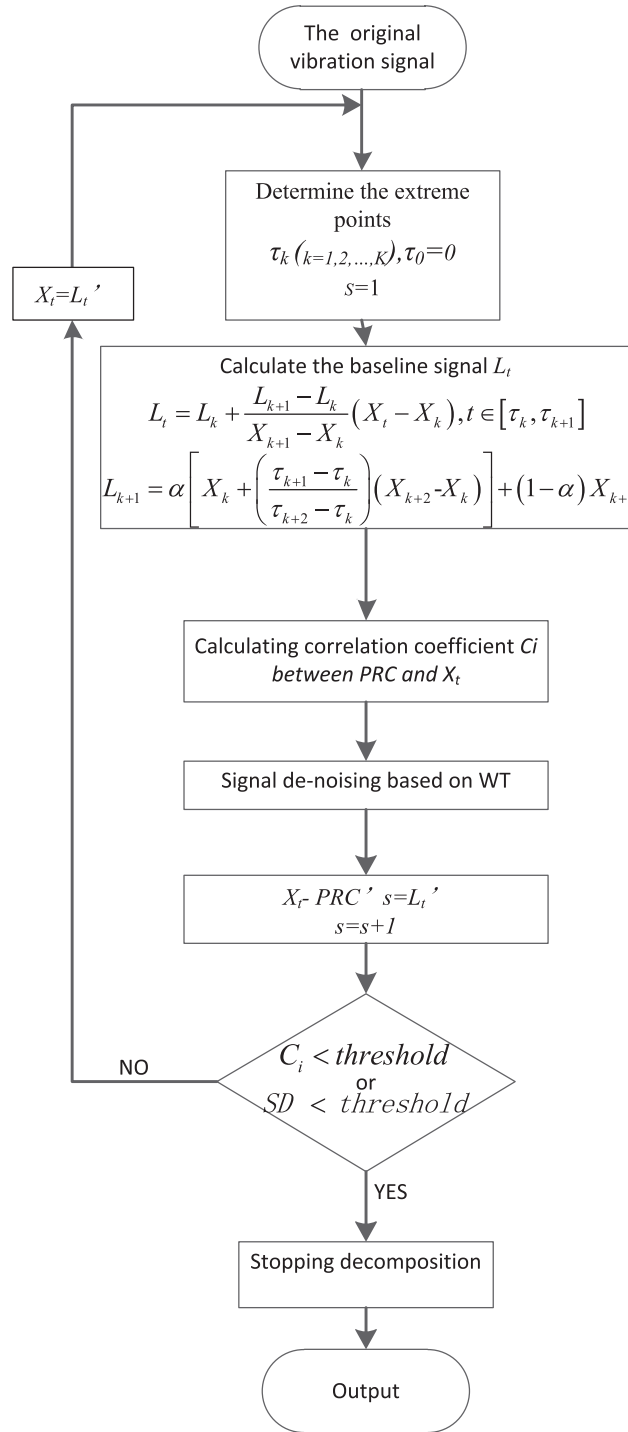 The original
vibration signal
Determine the extreme
points
τk (k=1,2,...,K),τ0=0
s=1
Xt=Lt′
Calculate the baseline signal Lt
Lt = Lk + (Lk+1 − Lk)/(Xk+1 − Xk) (Xt − Xk), t ∈ [τk, τk+1]
Lk+1 = α[Xk + ((τk+1 − τk)/(τk+2 − τk))(Xk+2-Xk)] + (1−α) Xk+
Calculating correlation coefficient Ci
between PRC and Xt
Signal de-noising based on WT
Xt- PRC′ s=Lt′
s=s+1
Ci < threshold
or
SD < threshold
NO
YES
Stopping decomposition
Output